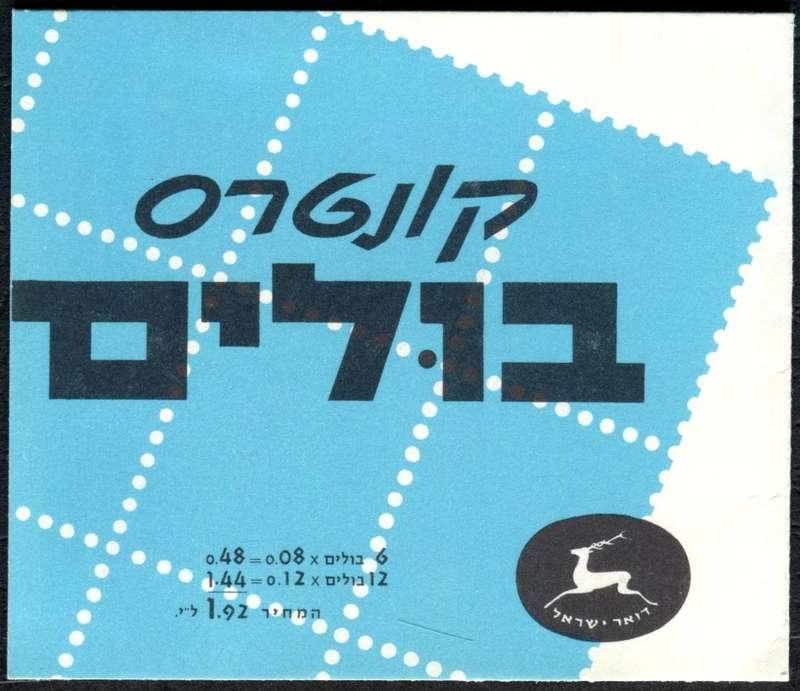 קונטרס
בולים
6 בולים x 0.08 = 0.48
12 בולים x 0.12 = 1.44
המחיר 1.92 ל"י.
דואר ישראל